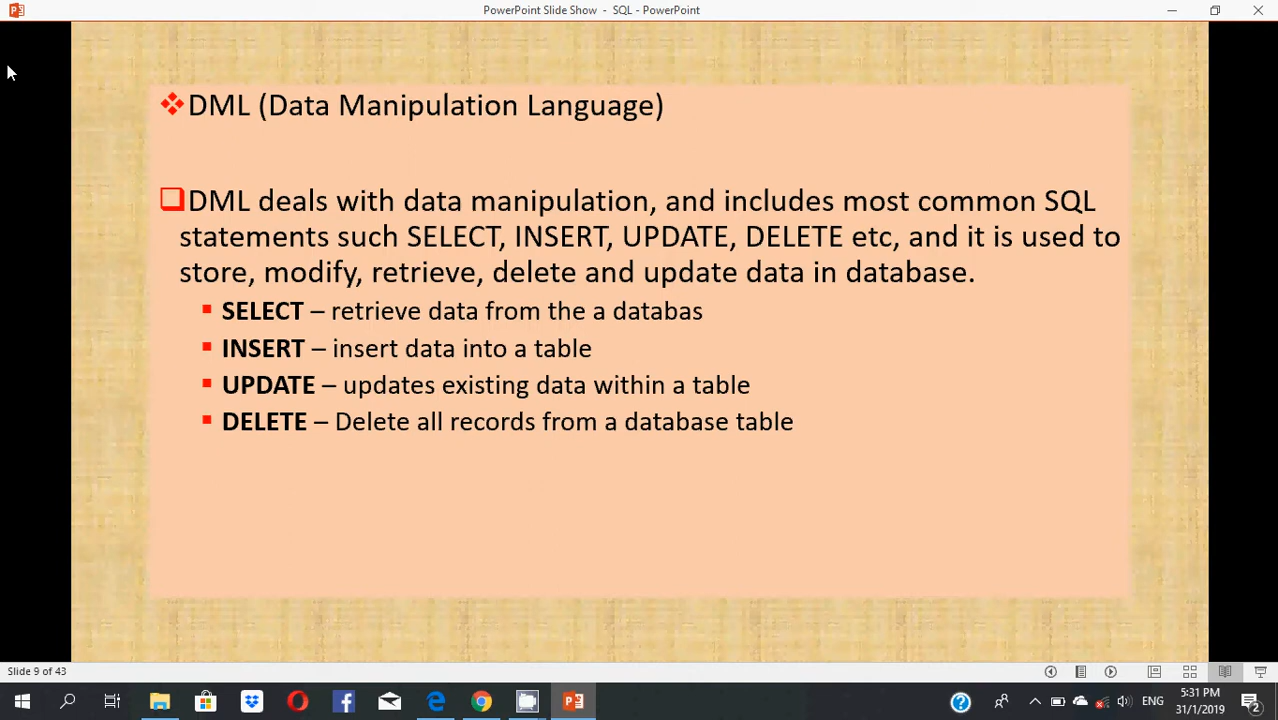 PowerPoint Slide Show - SQL - PowerPoint
DML (Data Manipulation Language)
DML deals with data manipulation, and includes most common SQL
statements such SELECT, INSERT, UPDATE, DELETE etc, and it is used to
store, modify, retrieve, delete and update data in database.
SELECT – retrieve data from the a databas
INSERT – insert data into a table
UPDATE – updates existing data within a table
DELETE – Delete all records from a database table
Slide 9 of 43
ENG
5:31 PM
31/1/2019
2